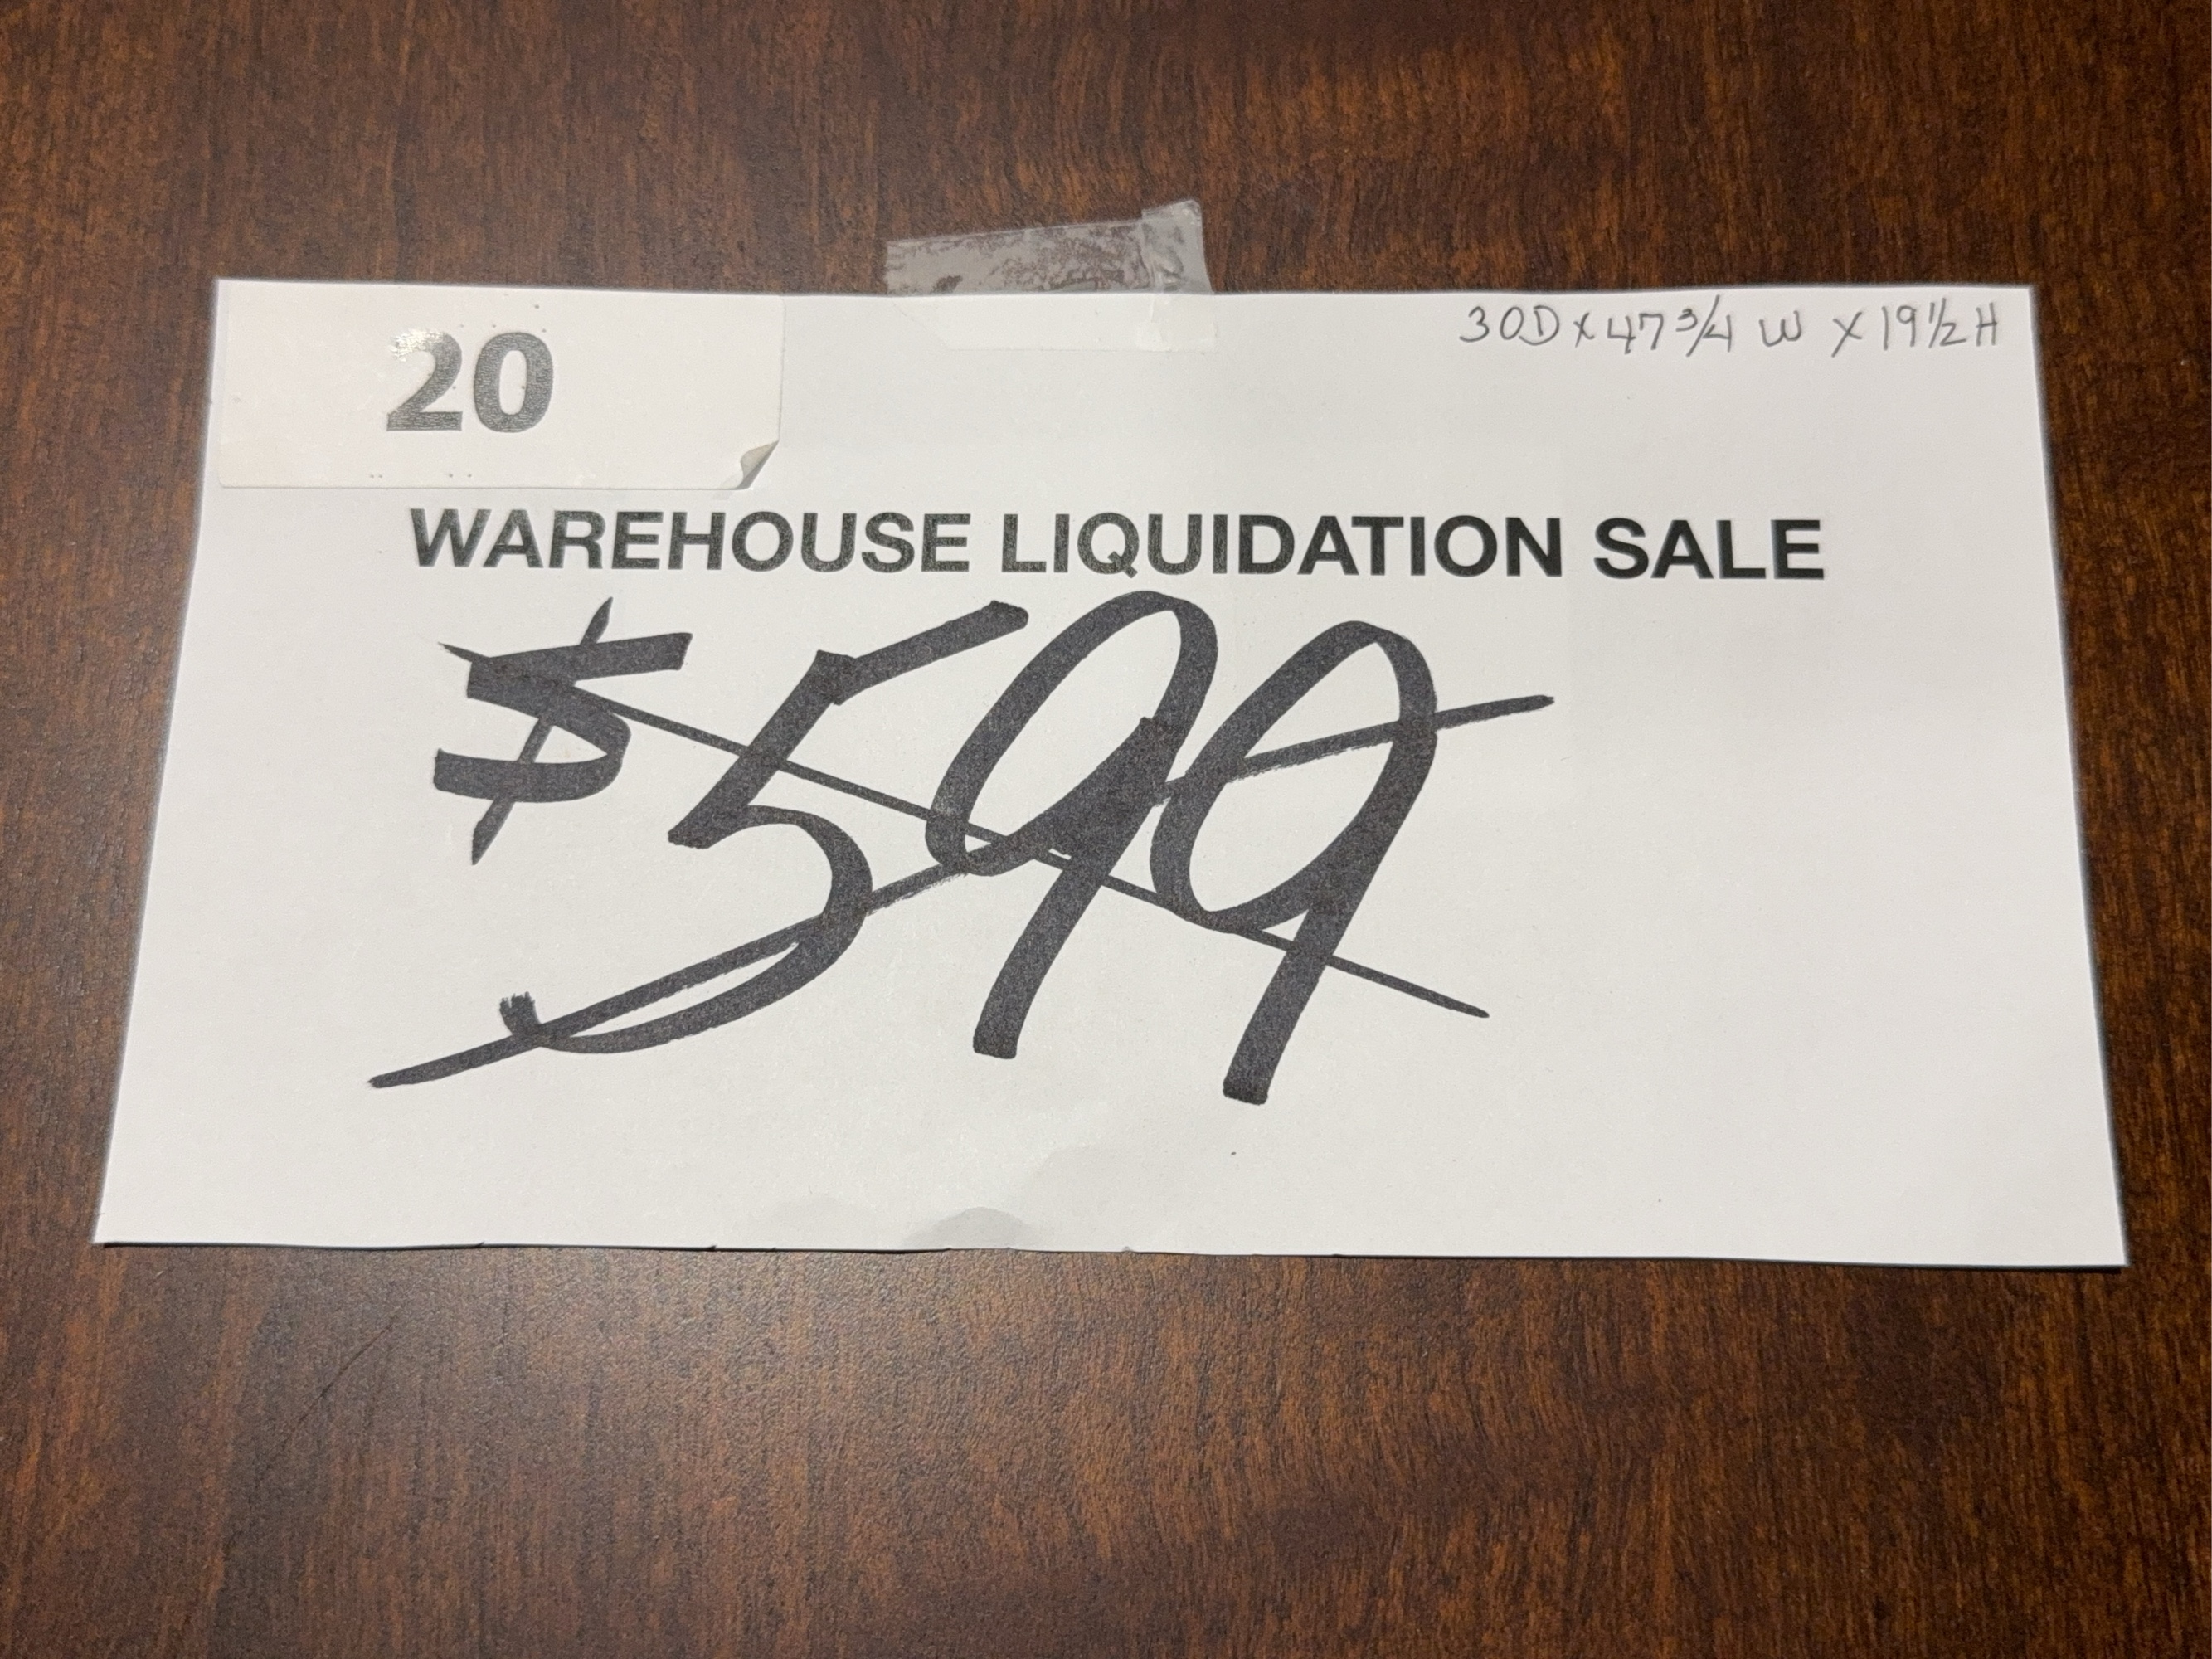 20
30D x 47 3/4 W x 19 1/2 H
WAREHOUSE LIQUIDATION SALE
$599